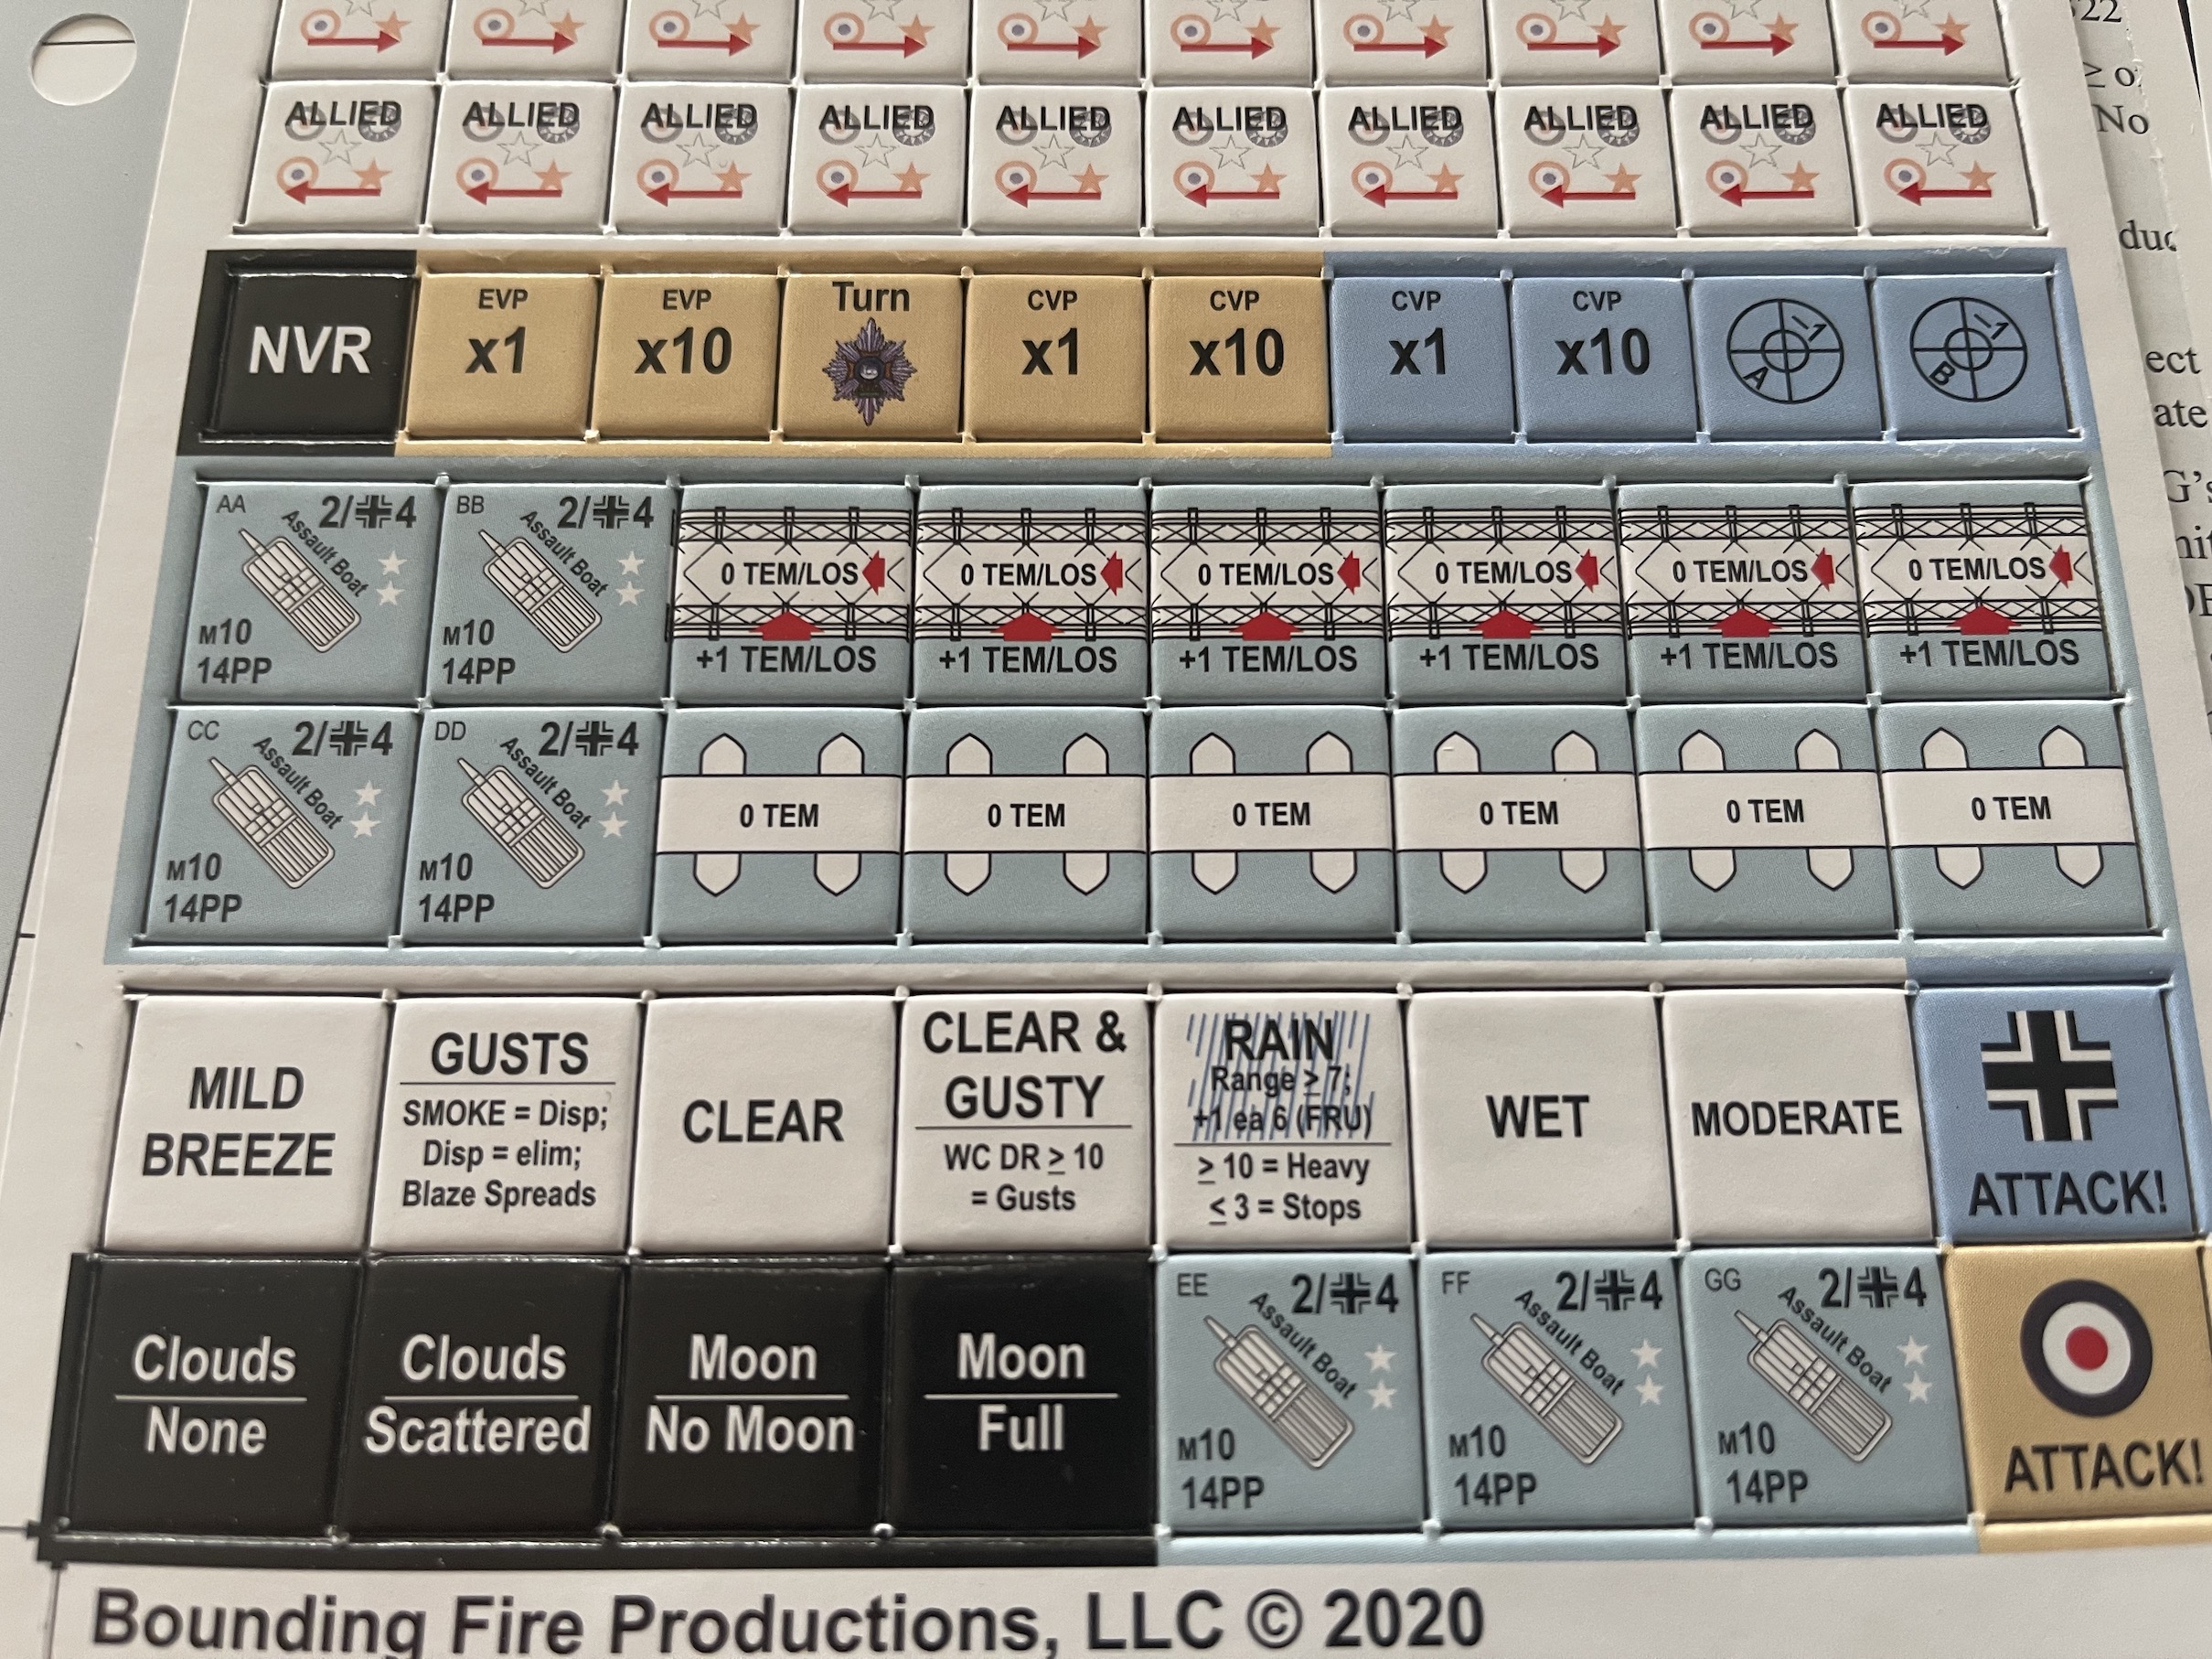 ALLIED ALLIED ALLIED ALLIED ALLIED ALLIED ALLIED ALLIED ALLIED ALLIED
NVR
EVP
x1
EVP
x10
Turn
CVP
x1
CVP
x10
CVP
x1
CVP
x10
-1
A
-1
B
AA 2/4
Assault Boat
M10
14PP
BB 2/4
Assault Boat
M10
14PP
0 TEM/LOS
+1 TEM/LOS
0 TEM/LOS
+1 TEM/LOS
0 TEM/LOS
+1 TEM/LOS
0 TEM/LOS
+1 TEM/LOS
0 TEM/LOS
+1 TEM/LOS
0 TEM/LOS
+1 TEM/LOS
CC 2/4
Assault Boat
M10
14PP
DD 2/4
Assault Boat
M10
14PP
0 TEM
0 TEM
0 TEM
0 TEM
0 TEM
0 TEM
MILD
BREEZE
GUSTS
SMOKE = Disp;
Disp = elim;
Blaze Spreads
CLEAR
CLEAR &
GUSTY
WC DR ≥ 10
= Gusts
RAIN
Range ≥ 7;
+1 ea 6 (FRU)
≥ 10 = Heavy
≤ 3 = Stops
WET
MODERATE
ATTACK!
Clouds
None
Clouds
Scattered
Moon
No Moon
Moon
Full
EE 2/4
Assault Boat
M10
14PP
FF 2/4
Assault Boat
M10
14PP
GG 2/4
Assault Boat
M10
14PP
ATTACK!
Bounding Fire Productions, LLC © 2020